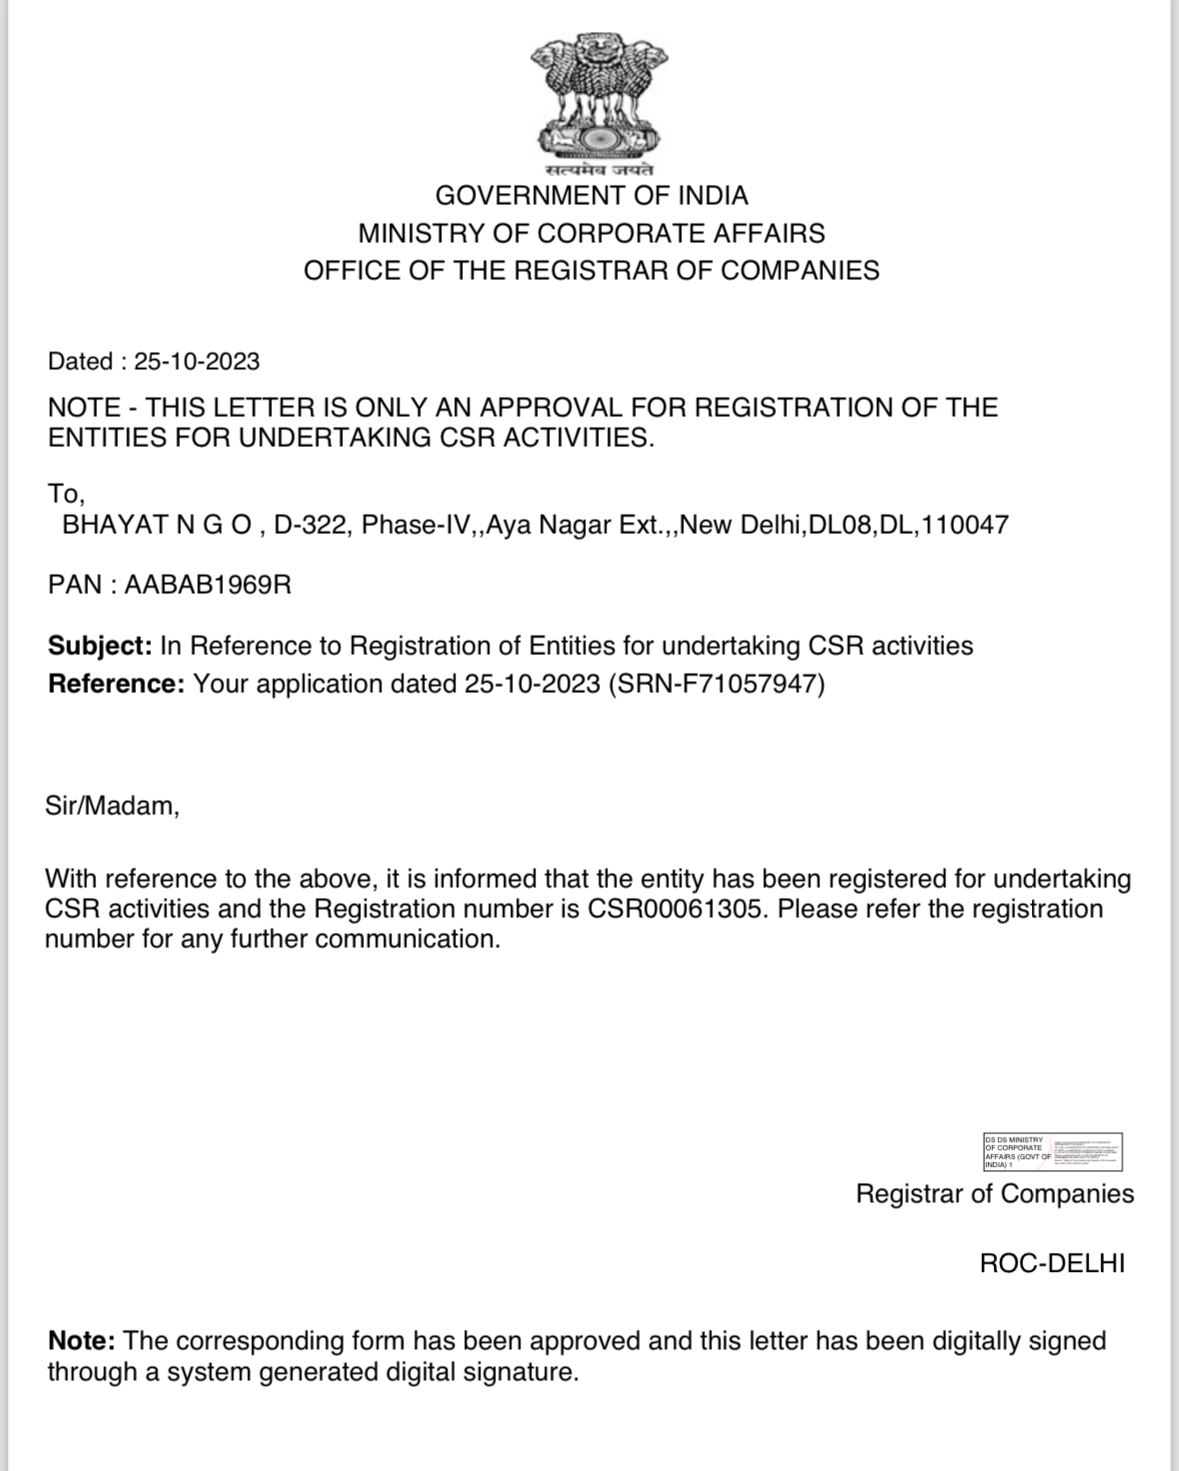 सत्यमेव जयते
GOVERNMENT OF INDIA
MINISTRY OF CORPORATE AFFAIRS
OFFICE OF THE REGISTRAR OF COMPANIES
Dated : 25-10-2023
NOTE - THIS LETTER IS ONLY AN APPROVAL FOR REGISTRATION OF THE
ENTITIES FOR UNDERTAKING CSR ACTIVITIES.
To,
BHAYAT N G O , D-322, Phase-IV,,Aya Nagar Ext.,,New Delhi,DL08,DL,110047
PAN : AABAB1969R
Subject: In Reference to Registration of Entities for undertaking CSR activities
Reference: Your application dated 25-10-2023 (SRN-F71057947)
Sir/Madam,
With reference to the above, it is informed that the entity has been registered for undertaking
CSR activities and the Registration number is CSR00061305. Please refer the registration
number for any further communication.
DS DS MINISTRY
OF CORPORATE
AFFAIRS (GOVT OF
INDIA) 1
Registrar of Companies
ROC-DELHI
Note: The corresponding form has been approved and this letter has been digitally signed
through a system generated digital signature.